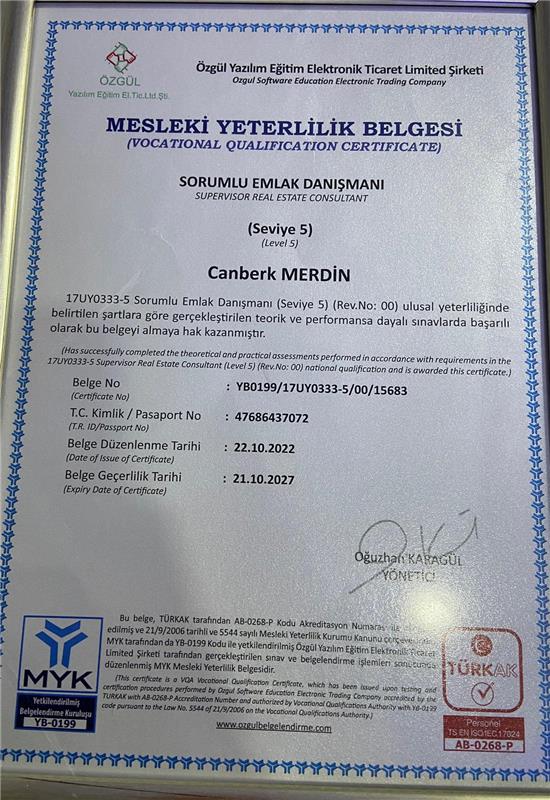 ÖZGÜL
Yazılım Eğitim El.Tic.Ltd.Şti.
Özgül Yazılım Eğitim Elektronik Ticaret Limited Şirketi
Ozgul Software Education Electronic Trading Company
MESLEKİ YETERLİLİK BELGESİ
(VOCATIONAL QUALIFICATION CERTIFICATE)
SORUMLU EMLAK DANIŞMANI
SUPERVISOR REAL ESTATE CONSULTANT
(Seviye 5)
(Level 5)
Canberk MERDİN
17UY0333-5 Sorumlu Emlak Danışmanı (Seviye 5) (Rev.No: 00) ulusal yeterliliğinde
belirtilen şartlara göre gerçekleştirilen teorik ve performansa dayalı sınavlarda başarılı
olarak bu belgeyi almaya hak kazanmıştır.
(Has successfully completed the theoretical and practical assessments performed in accordance with requirements in the
17UY0333-5 Supervisor Real Estate Consultant (Level 5) (Rev.No: 00) national qualification and is awarded this certificate.)
Belge No : YB0199/17UY0333-5/00/15683
(Certificate No)
T.C. Kimlik / Pasaport No : 47686437072
(T.R. ID/Passport No)
Belge Düzenlenme Tarihi : 22.10.2022
(Date of Issue of Certificate)
Belge Geçerlilik Tarihi : 21.10.2027
(Expiry Date of Certificate)
Oğuzhan KARAGÜL
YÖNETİCİ
Bu belge, TÜRKAK tarafından AB-0268-P Kodu Akreditasyon Numarası ile
edilmiş ve 21/9/2006 tarihli ve 5544 sayılı Mesleki Yeterlilik Kurumu Kanunu çerçevesinde
MYK tarafından da YB-0199 Kodu ile yetkilendirilmiş Özgül Yazılım Eğitim Elektronik Ticaret
Limited Şirketi tarafından gerçekleştirilen sınav ve belgelendirme işlemleri sonucunda
düzenlenmiş MYK Mesleki Yeterlilik Belgesidir.
(This certificate is a VQA Vocational Qualification Certificate, which has been issued upon testing and
certification procedures performed by Ozgul Software Education Electronic Trading Company accredited by the
TURKAK with AB-0268-P Accreditation Number and authorized by Vocational Qualifications Authority with YB-0199
code pursuant to the Law No. 5544 of 21/9/2006 on the Vocational Qualifications Authority.)
www.ozgulbelgelendirme.com
MYK
Yetkilendirilmiş
Belgelendirme Kuruluşu
YB-0199
TÜRKAK
Personel
TS EN ISO/IEC 17024
AB-0268-P